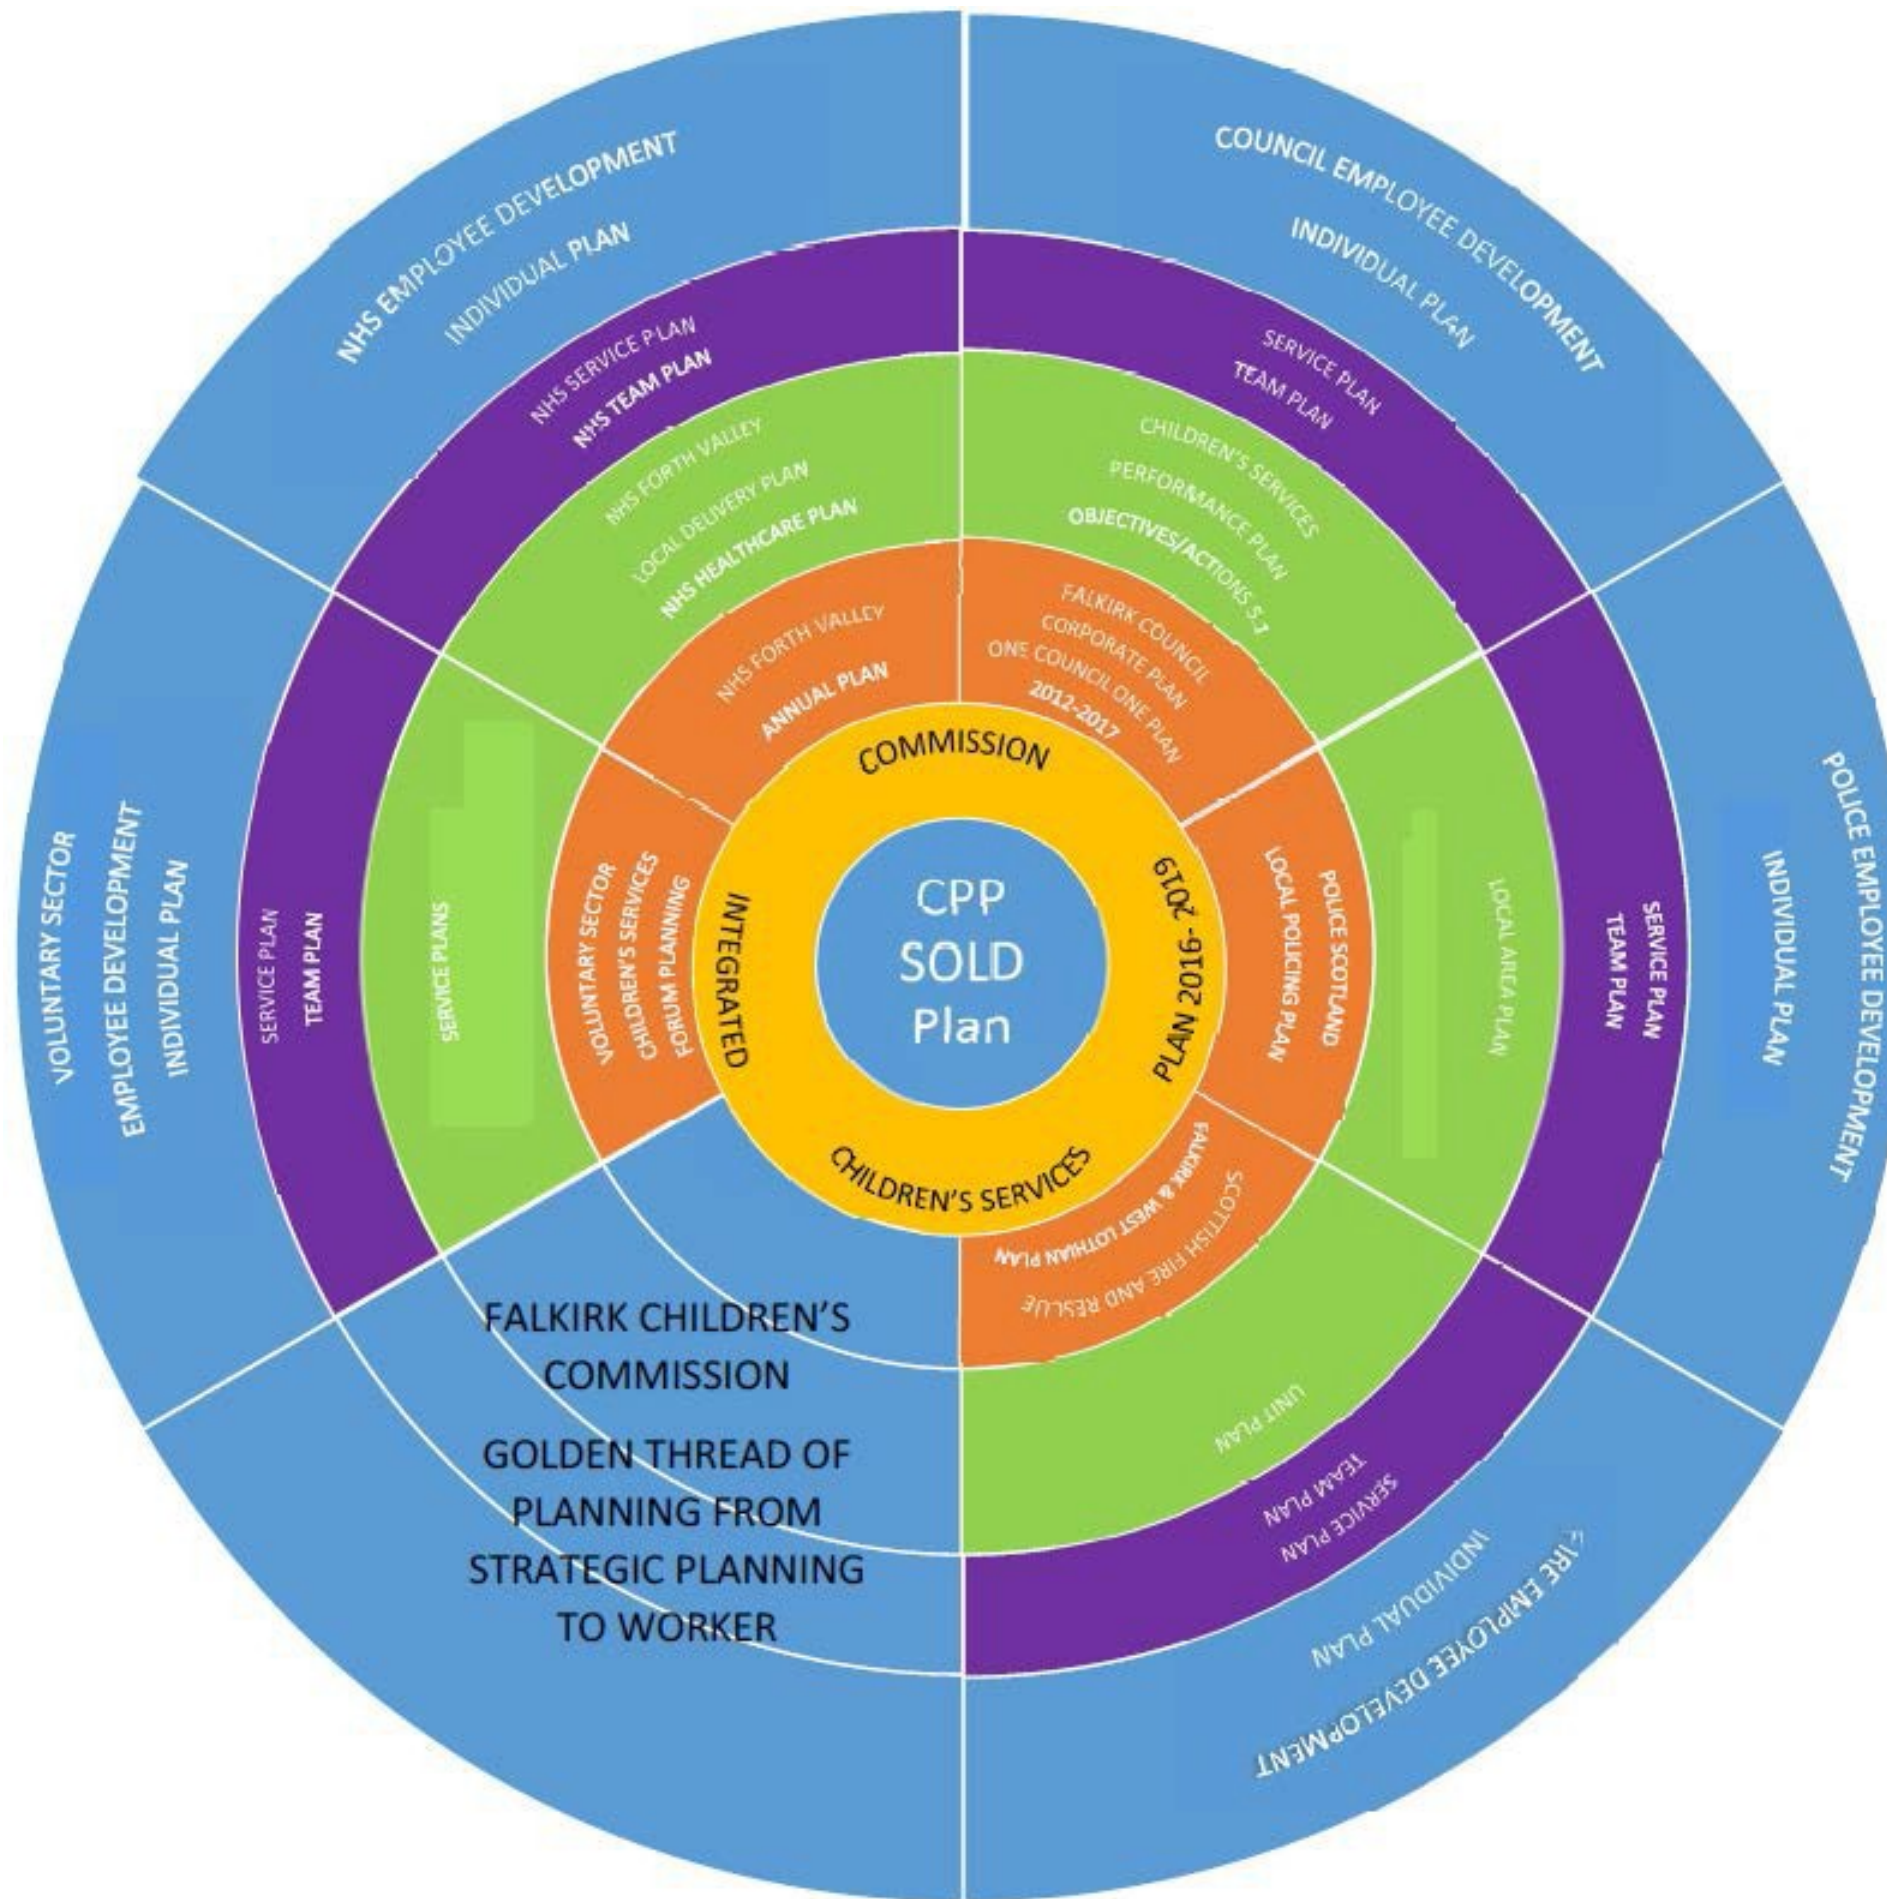 CPP
SOLD
Plan
COMMISSION
PLAN 2016- 2019
CHILDREN'S SERVICES
INTEGRATED
FALKIRK COUNCIL
CORPORATE PLAN
ONE COUNCIL ONE PLAN
2012-2017
CHILDREN'S SERVICES
PERFORMANCE PLAN
OBJECTIVES/ACTIONS 5.1
SERVICE PLAN
TEAM PLAN
COUNCIL EMPLOYEE DEVELOPMENT
INDIVIDUAL PLAN
POLICE SCOTLAND
LOCAL POLICING PLAN
LOCAL AREA PLAN
SERVICE PLAN
TEAM PLAN
POLICE EMPLOYEE DEVELOPMENT
INDIVIDUAL PLAN
SCOTTISH FIRE AND RESCUE
FALKIRK & WEST LOTHIAN PLAN
UNIT PLAN
SERVICE PLAN
TEAM PLAN
FIRE EMPLOYEE DEVELOPMENT
INDIVIDUAL PLAN
FALKIRK CHILDREN'S
COMMISSION
GOLDEN THREAD OF
PLANNING FROM
STRATEGIC PLANNING
TO WORKER
VOLUNTARY SECTOR
CHILDREN'S SERVICES
FORUM PLANNING
SERVICE PLANS
SERVICE PLAN
TEAM PLAN
VOLUNTARY SECTOR
EMPLOYEE DEVELOPMENT
INDIVIDUAL PLAN
NHS FORTH VALLEY
ANNUAL PLAN
NHS FORTH VALLEY
LOCAL DELIVERY PLAN
NHS HEALTHCARE PLAN
NHS SERVICE PLAN
NHS TEAM PLAN
NHS EMPLOYEE DEVELOPMENT
INDIVIDUAL PLAN